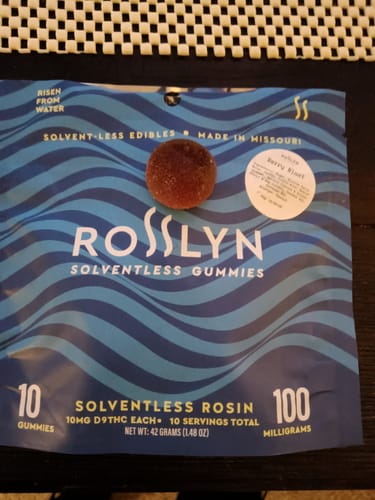 RISEN
FROM
WATER
SOLVENT-LESS EDIBLES • MADE IN MISSOURI
Berry Blast
ROSSLYN
SOLVENTLESS GUMMIES
10
GUMMIES
SOLVENTLESS ROSIN
10MG D9THC EACH • 10 SERVINGS TOTAL
NET WT: 42 GRAMS (1.48 OZ)
100
MILLIGRAMS